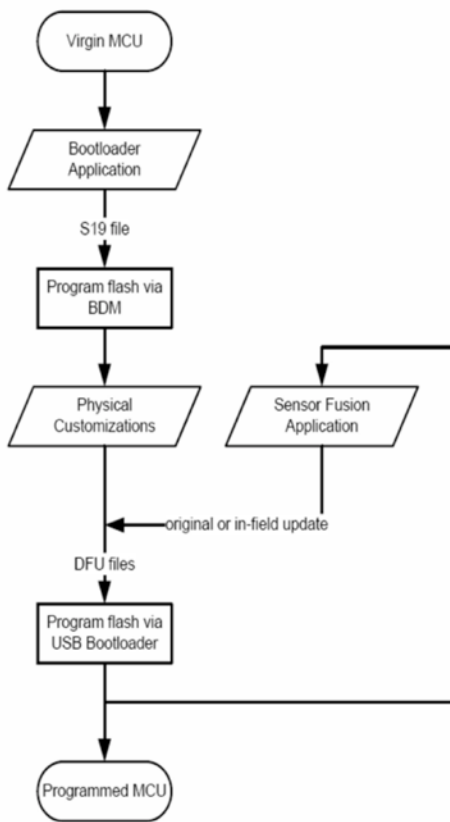 Virgin MCU
Bootloader
Application
S19 file
Program flash via
BDM
Physical
Customizations
Sensor Fusion
Application
original or in-field update
DFU files
Program flash via
USB Bootloader
Programmed MCU